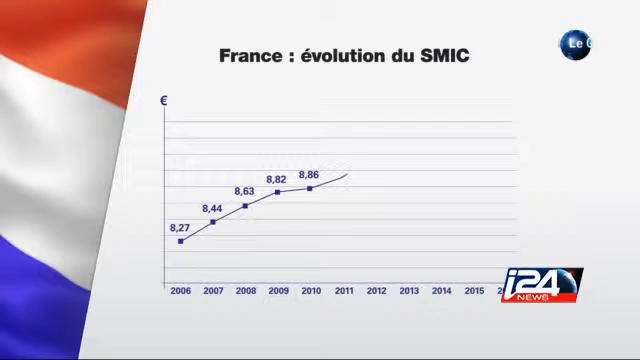 France : évolution du SMIC
Le G
€
8,27
8,44
8,63
8,82
8,86
2006 2007 2008 2009 2010 2011 2012 2013 2014 2015
i24
NEWS